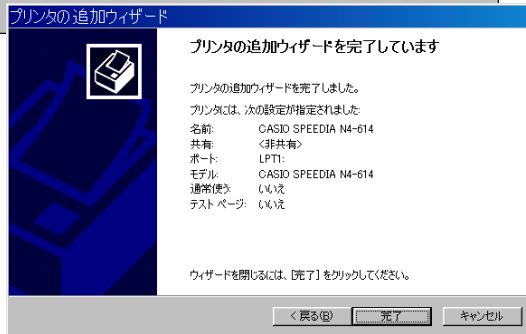 プリンタの追加ウィザード
プリンタの追加ウィザードを完了しています
プリンタの追加ウィザードを完了しました。
プリンタには、次の設定が指定されました:
名前: CASIO SPEEDIA N4-614
共有: <非共有>
ポート: LPT1:
モデル: CASIO SPEEDIA N4-614
通常使う: いいえ
テスト ページ: いいえ
ウィザードを閉じるには、[完了] をクリックしてください。
< 戻る(B) 完了 キャンセル